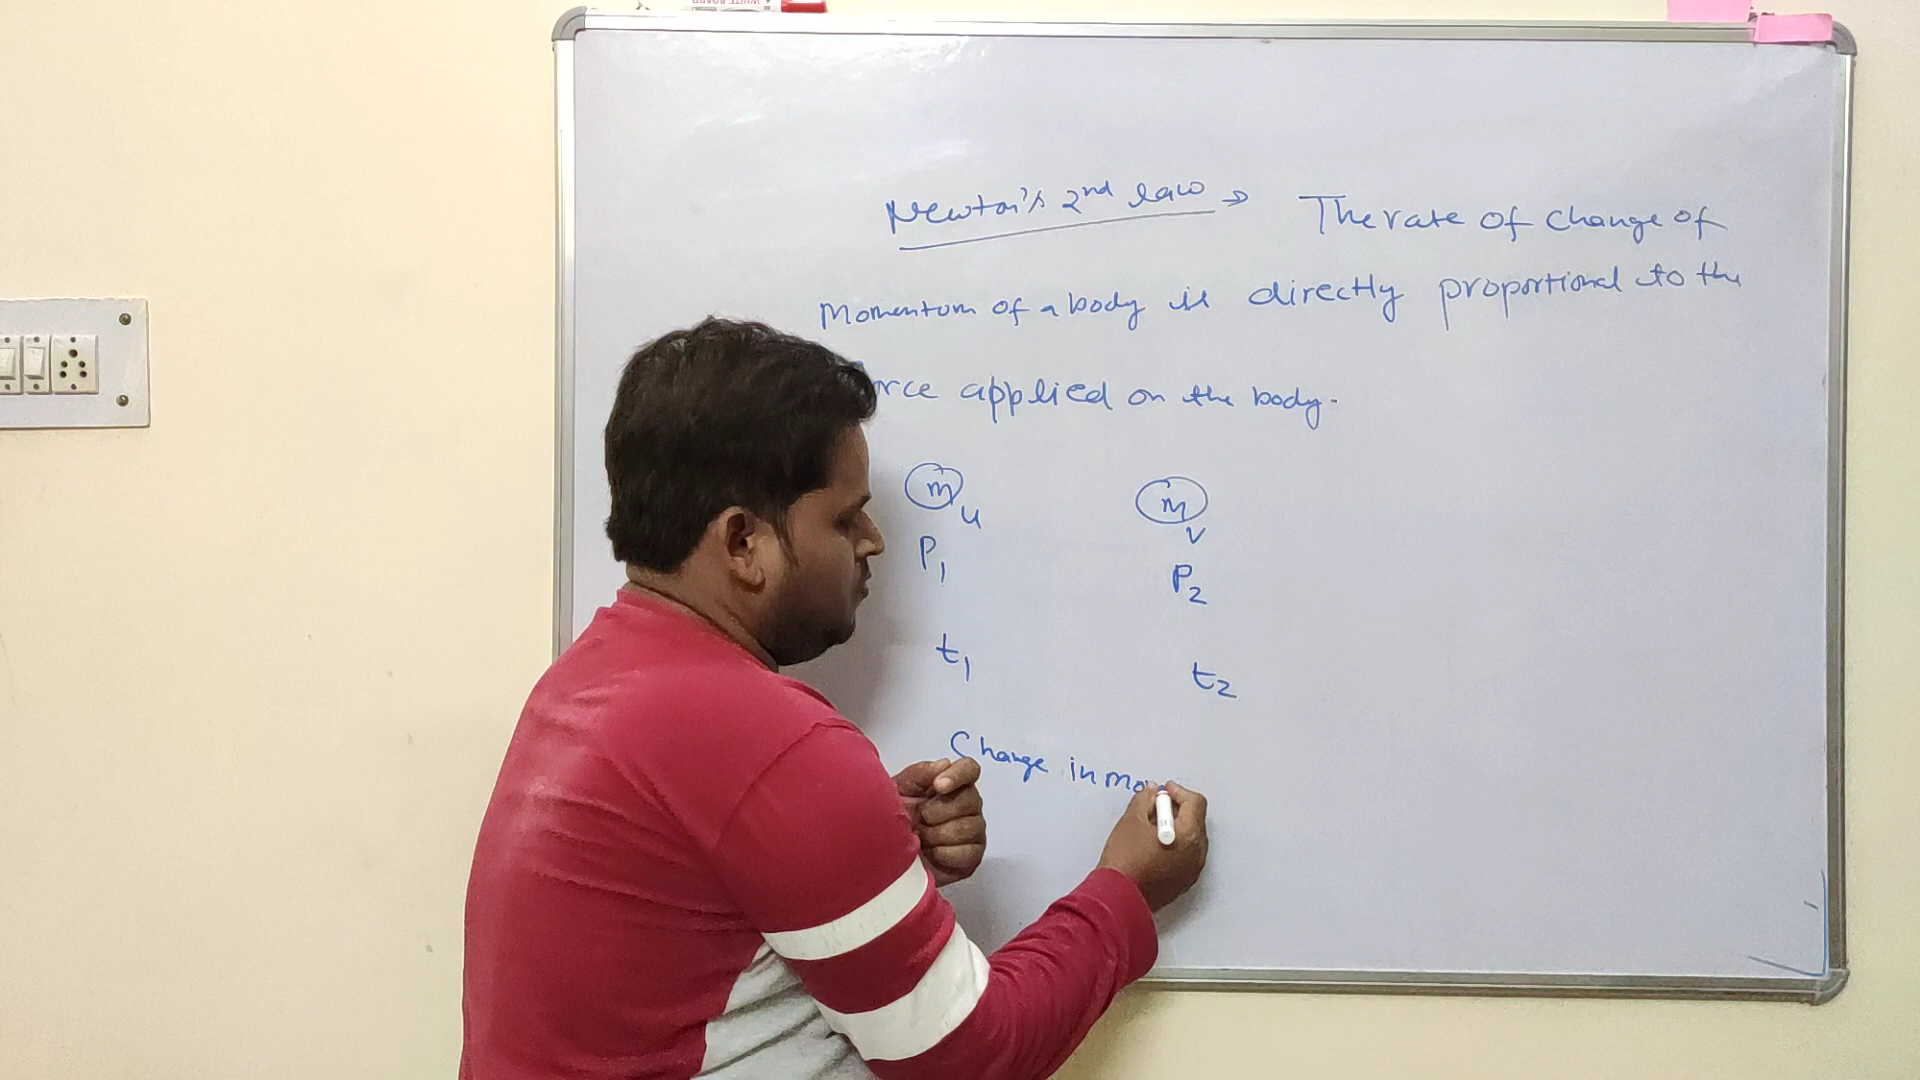 Newton's 2nd law → The rate of change of
Momentum of a body is directly proportional to the
force applied on the body.
m u
m v
P1
P2
t1
t2
Change in mo